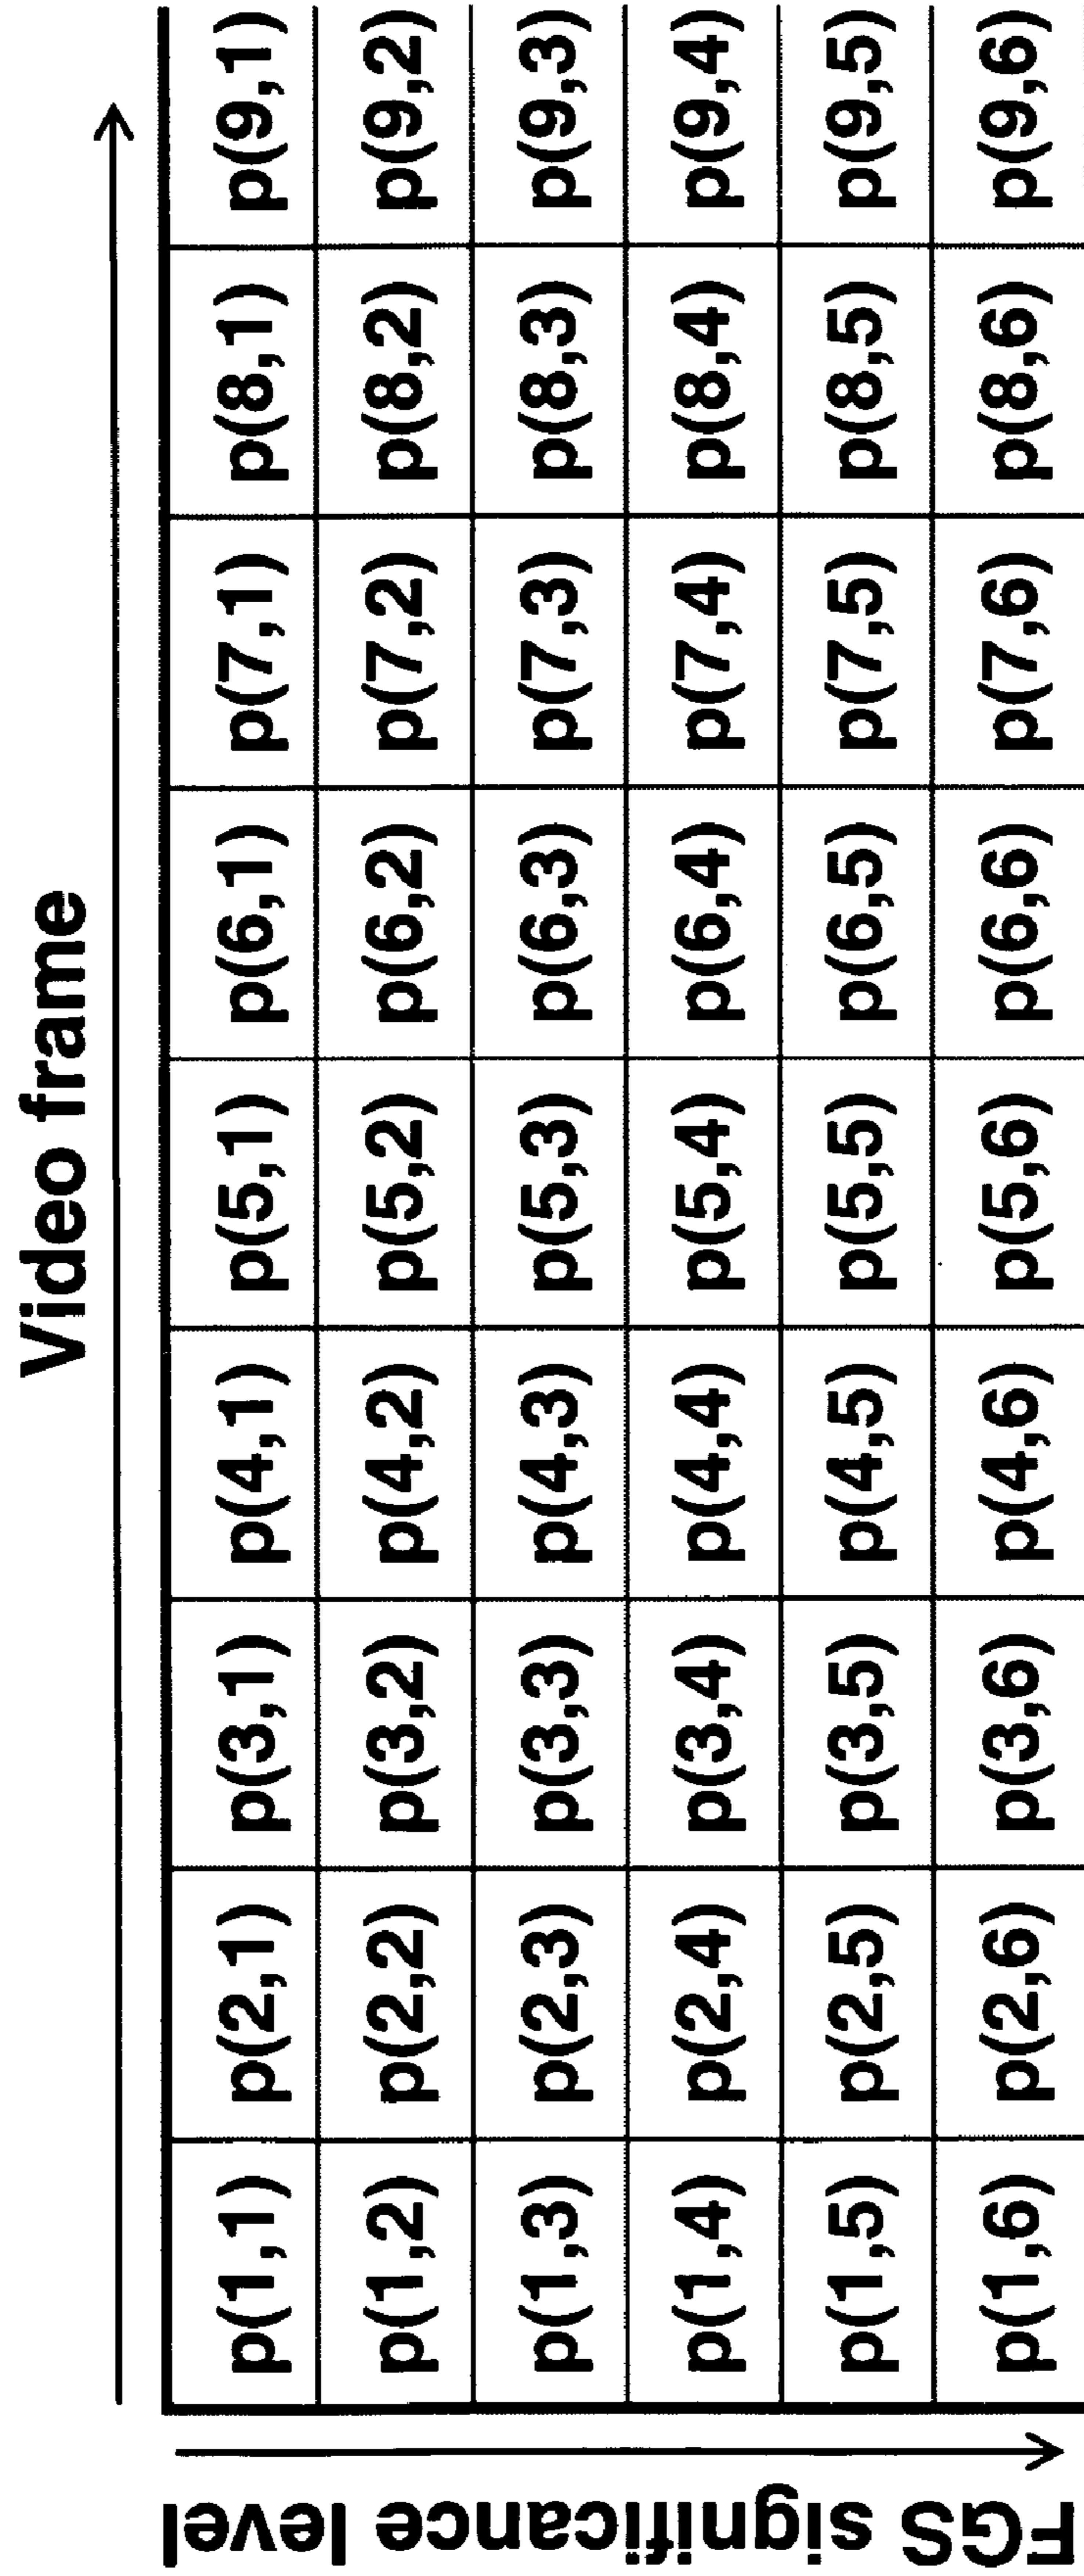 Video frame
FGS significance level
p(1,1) p(2,1) p(3,1) p(4,1) p(5,1) p(6,1) p(7,1) p(8,1) p(9,1)
p(1,2) p(2,2) p(3,2) p(4,2) p(5,2) p(6,2) p(7,2) p(8,2) p(9,2)
p(1,3) p(2,3) p(3,3) p(4,3) p(5,3) p(6,3) p(7,3) p(8,3) p(9,3)
p(1,4) p(2,4) p(3,4) p(4,4) p(5,4) p(6,4) p(7,4) p(8,4) p(9,4)
p(1,5) p(2,5) p(3,5) p(4,5) p(5,5) p(6,5) p(7,5) p(8,5) p(9,5)
p(1,6) p(2,6) p(3,6) p(4,6) p(5,6) p(6,6) p(7,6) p(8,6) p(9,6)